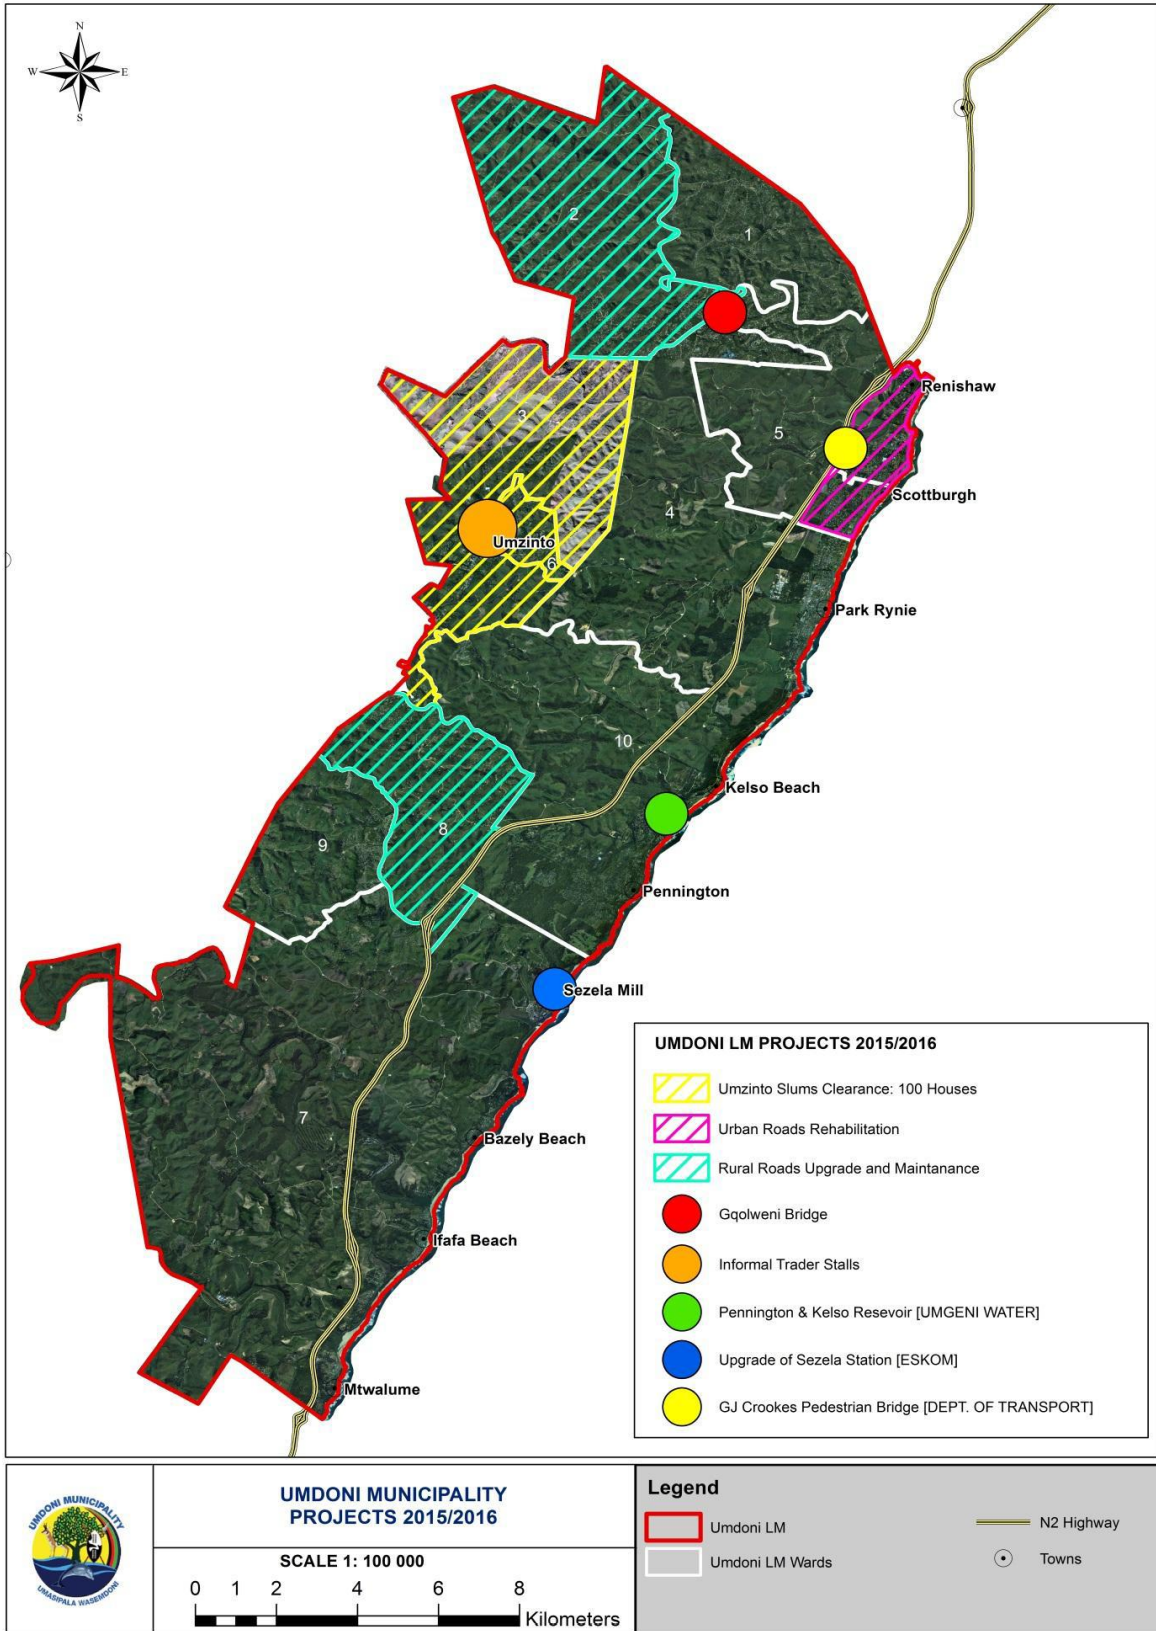 N
W E
S
2
1
Renishaw
3
5
Scottburgh
4
Umzinto
6
Park Rynie
10
Kelso Beach
8
9
Pennington
Sezela Mill
7
Bazely Beach
Ifafa Beach
Mtwalume
UMDONI LM PROJECTS 2015/2016
Umzinto Slums Clearance: 100 Houses
Urban Roads Rehabilitation
Rural Roads Upgrade and Maintanance
Gqolweni Bridge
Informal Trader Stalls
Pennington & Kelso Resevoir [UMGENI WATER]
Upgrade of Sezela Station [ESKOM]
GJ Crookes Pedestrian Bridge [DEPT. OF TRANSPORT]
UMDONI MUNICIPALITY
UMASIPALA WASEMDONI
UMDONI MUNICIPALITY
PROJECTS 2015/2016
SCALE 1: 100 000
0 1 2 4 6 8
Kilometers
Legend
Umdoni LM
N2 Highway
Umdoni LM Wards
Towns